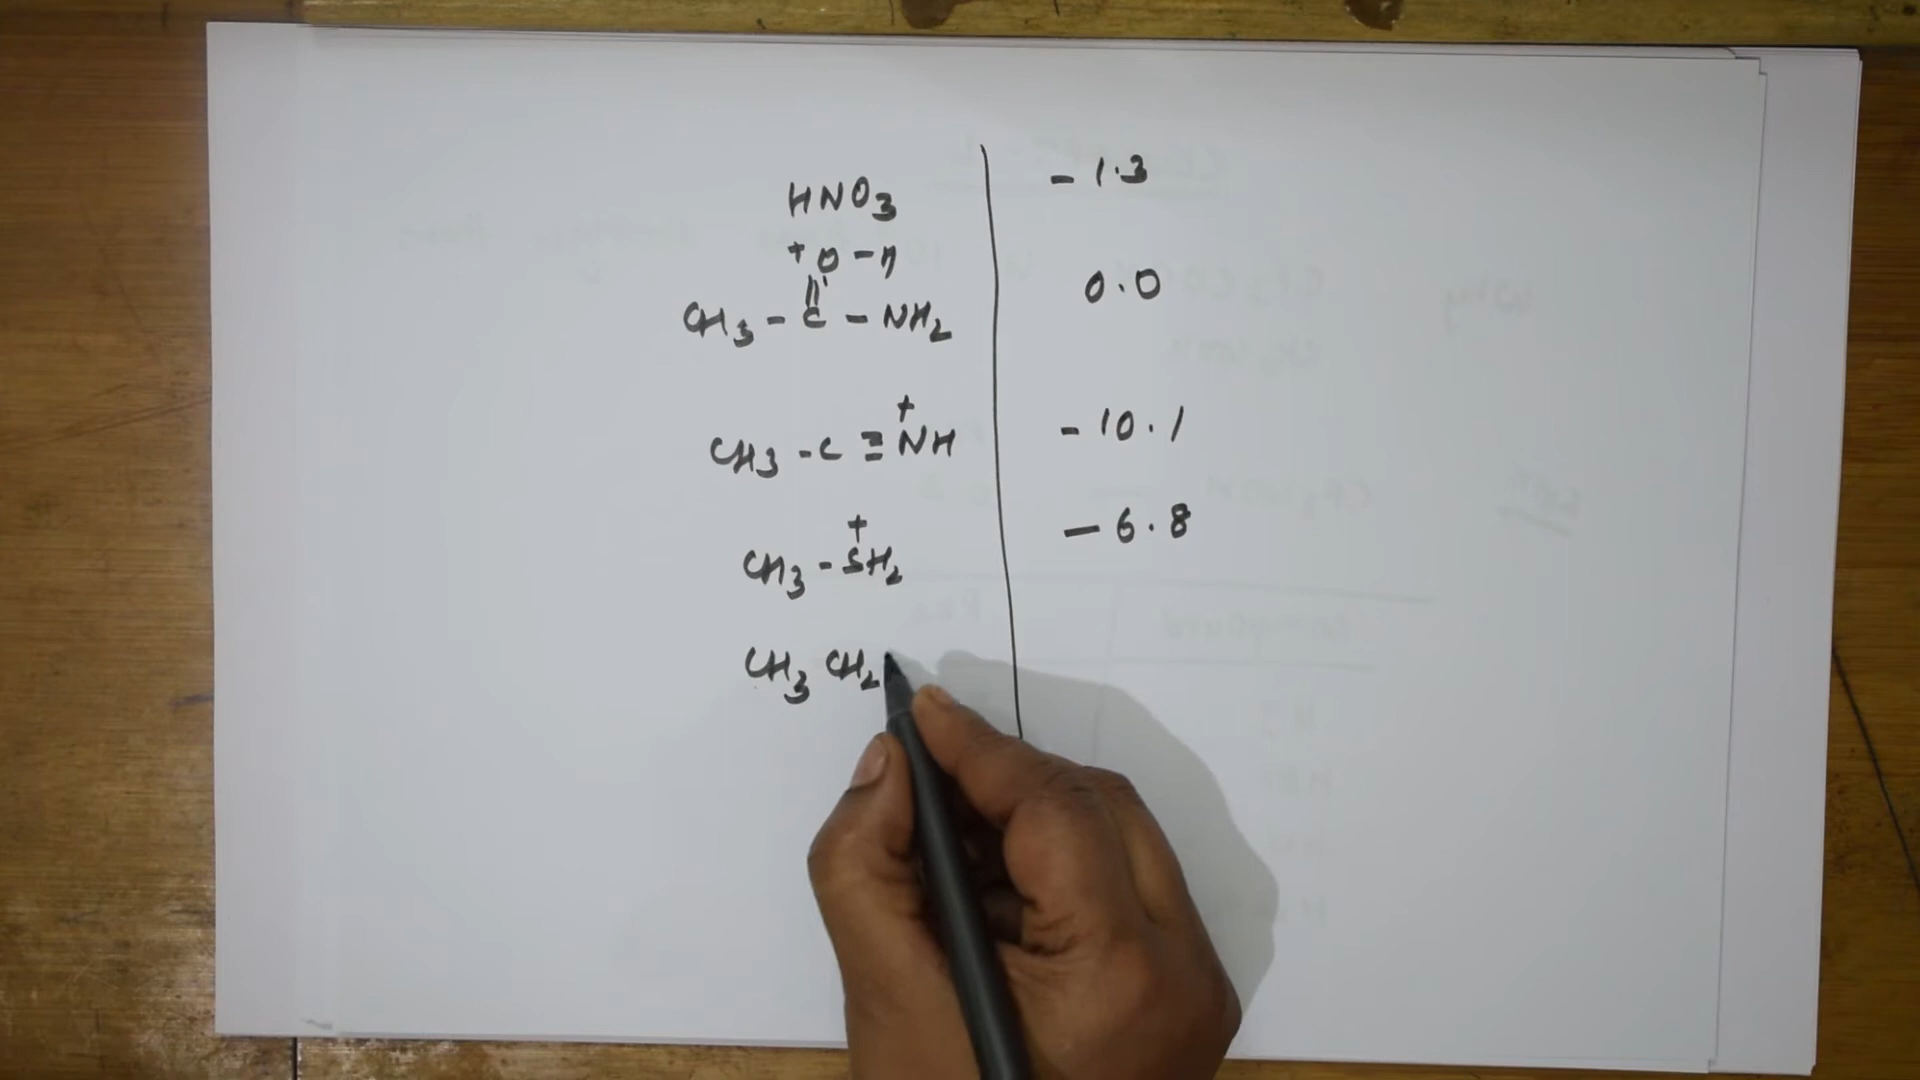 HNO3 - 1.3
+O-H
CH3 - C - NH2 0.0
CH3 - C ≡ +NH - 10.1
CH3 - +SH2 - 6.8
CH3 CH2